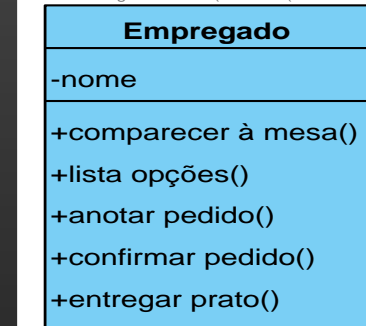 Empregado
-nome
+comparecer à mesa()
+lista opções()
+anotar pedido()
+confirmar pedido()
+entregar prato()